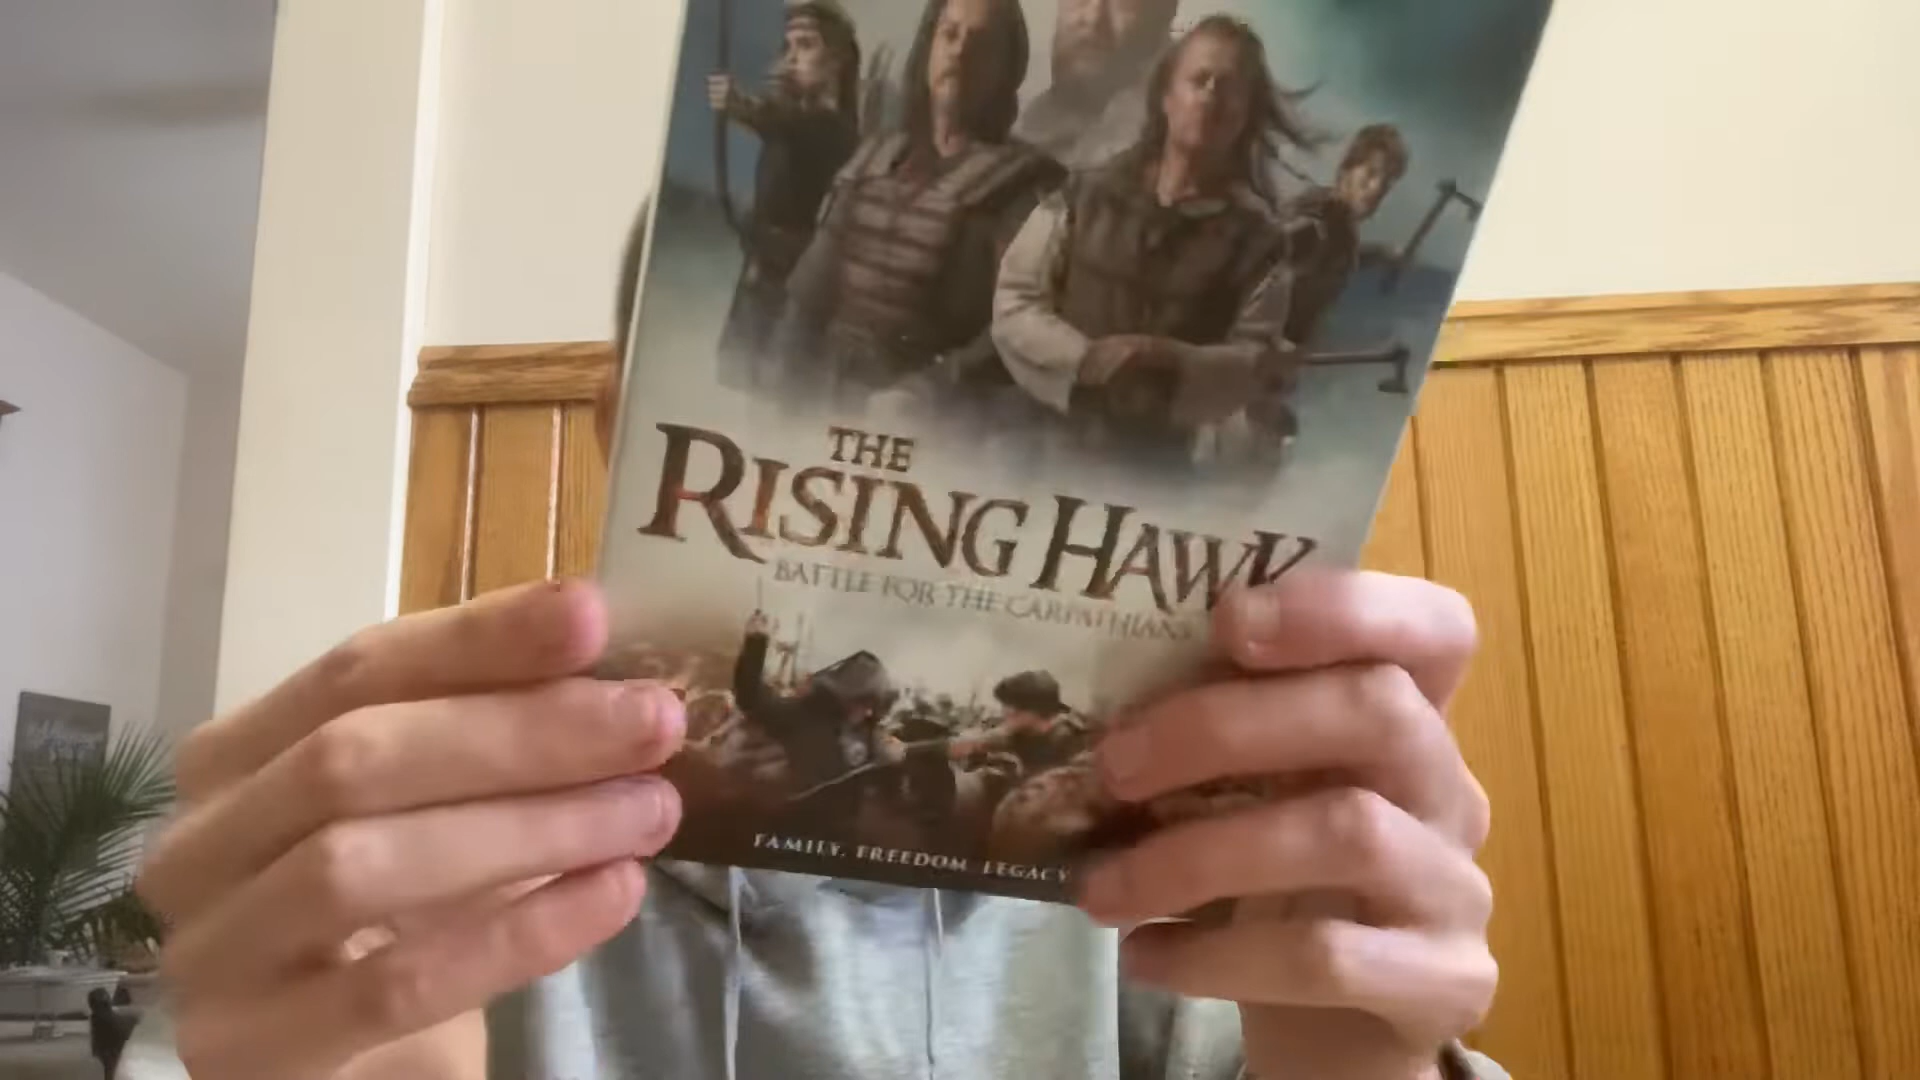 THE
RISING HAWK
BATTLE FOR THE CARPATHIANS
FAMILY. FREEDOM. LEGACY